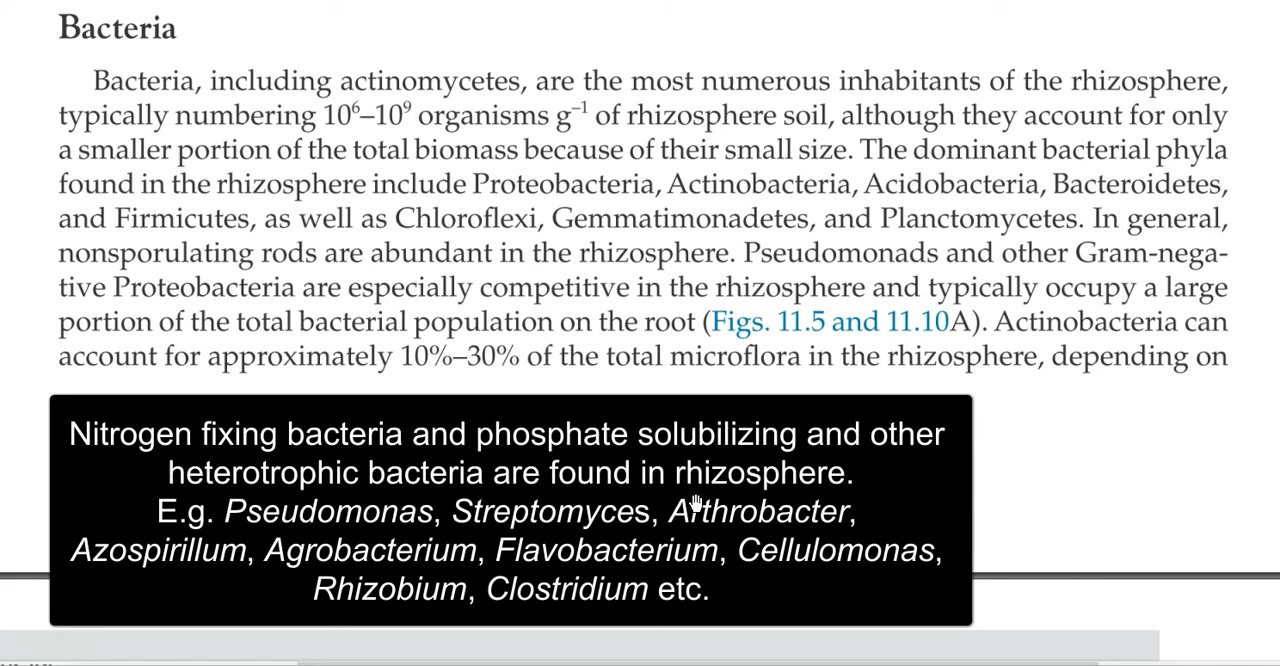 Bacteria
Bacteria, including actinomycetes, are the most numerous inhabitants of the rhizosphere,
typically numbering 10⁶–10⁹ organisms g⁻¹ of rhizosphere soil, although they account for only
a smaller portion of the total biomass because of their small size. The dominant bacterial phyla
found in the rhizosphere include Proteobacteria, Actinobacteria, Acidobacteria, Bacteroidetes,
and Firmicutes, as well as Chloroflexi, Gemmatimonadetes, and Planctomycetes. In general,
nonsporulating rods are abundant in the rhizosphere. Pseudomonads and other Gram-nega-
tive Proteobacteria are especially competitive in the rhizosphere and typically occupy a large
portion of the total bacterial population on the root (Figs. 11.5 and 11.10A). Actinobacteria can
account for approximately 10%–30% of the total microflora in the rhizosphere, depending on
Nitrogen fixing bacteria and phosphate solubilizing and other
heterotrophic bacteria are found in rhizosphere.
E.g. Pseudomonas, Streptomyces, Arthrobacter,
Azospirillum, Agrobacterium, Flavobacterium, Cellulomonas,
Rhizobium, Clostridium etc.